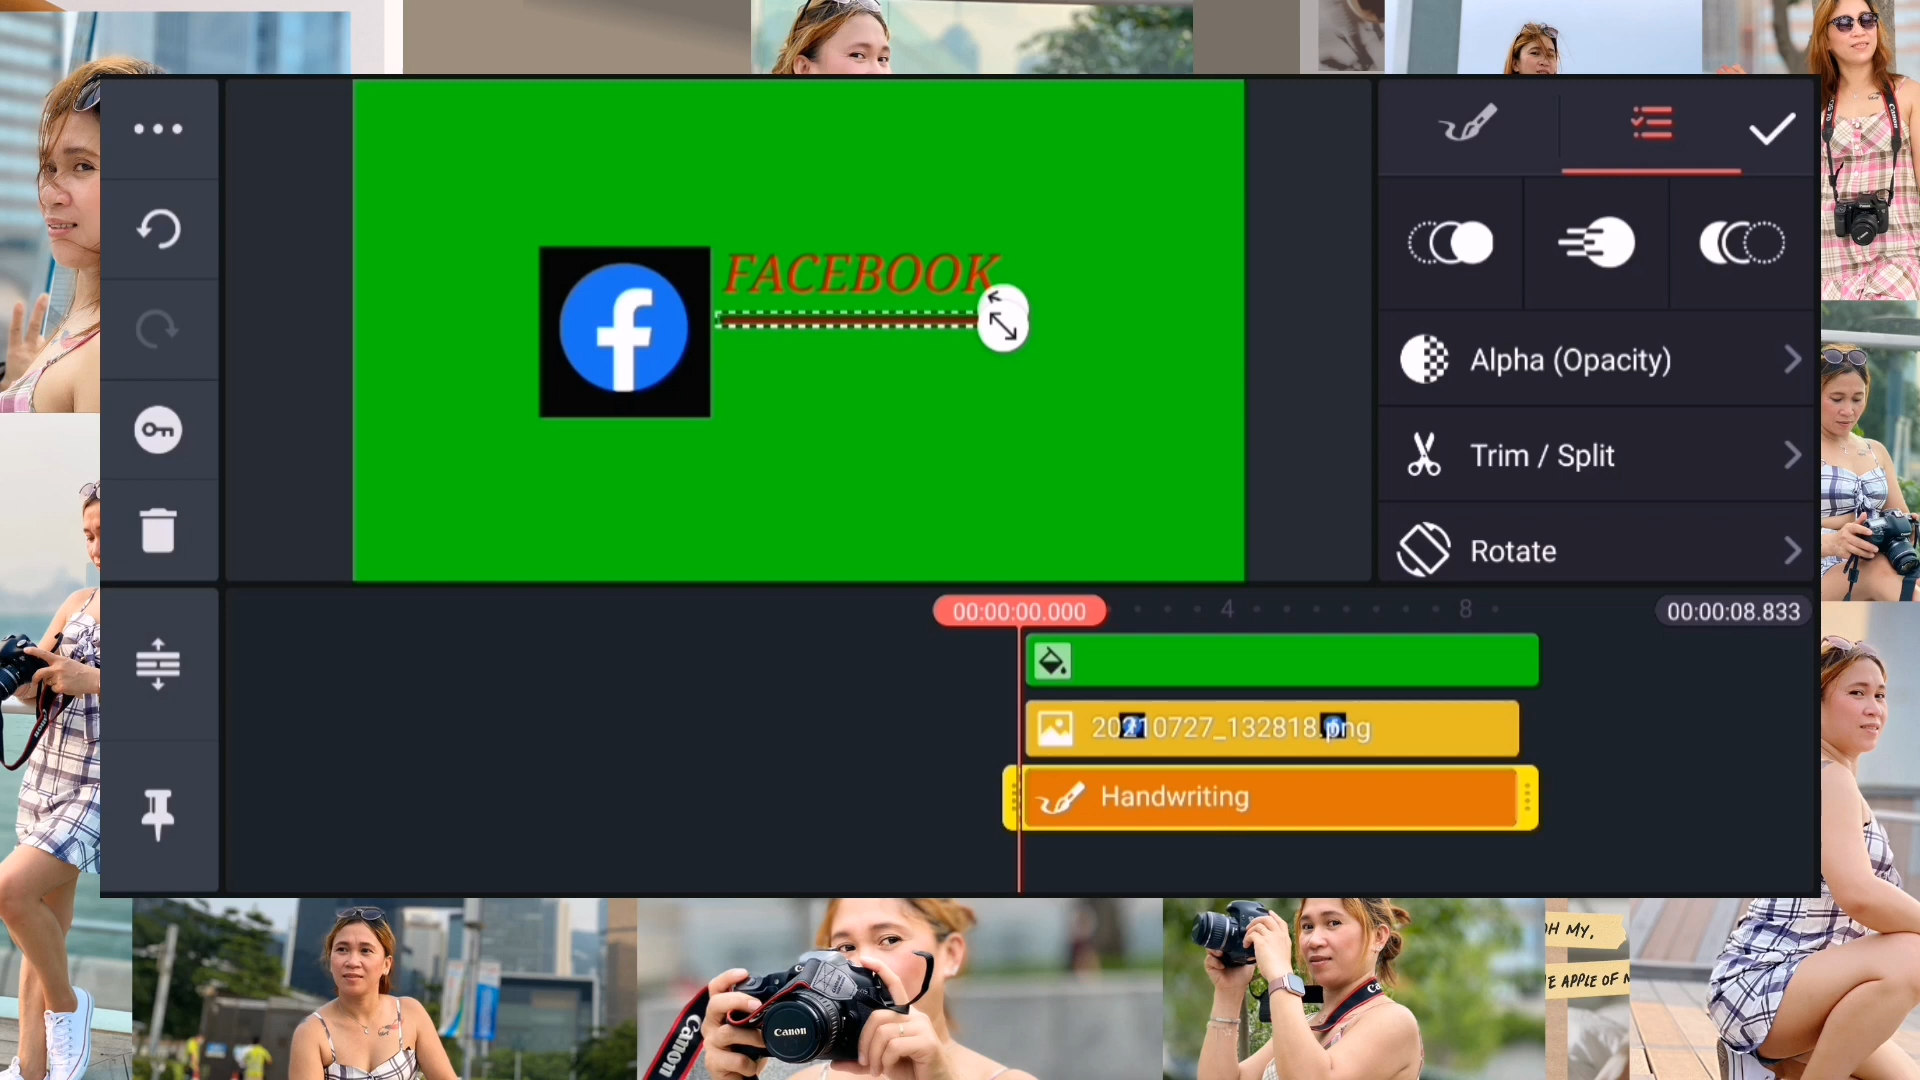 FACEBOOK
Alpha (Opacity)
Trim / Split
Rotate
00:00:00.000
4
8
00:00:08.833
20210727_132818.png
Handwriting
Canon
Canon
OH MY,
APPLE OF